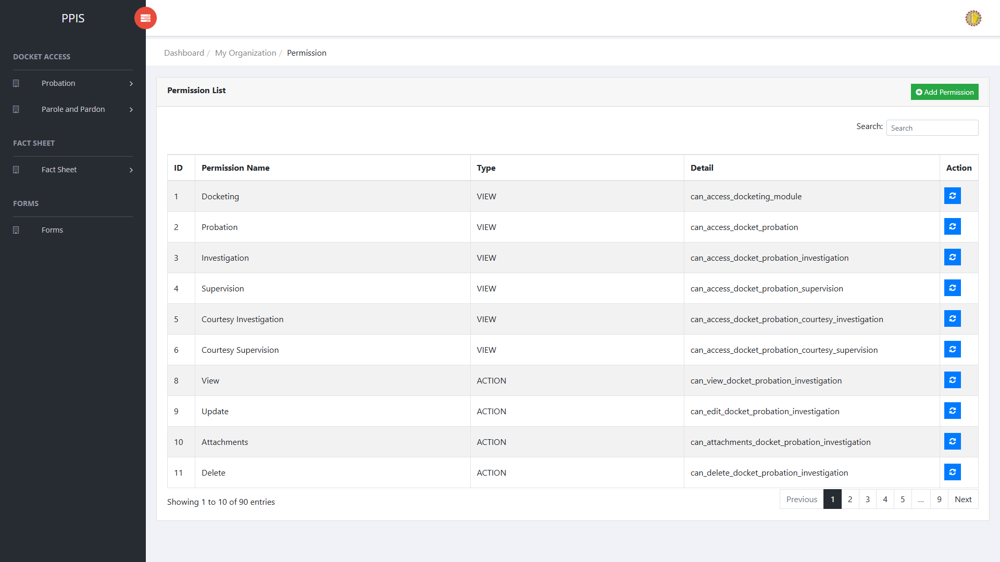 PPIS
DOCKET ACCESS
Probation
Parole and Pardon
FACT SHEET
Fact Sheet
FORMS
Forms
Dashboard / My Organization / Permission
Permission List
Add Permission
Search: Search
ID Permission Name Type Detail Action
1 Docketing VIEW can_access_docketing_module
2 Probation VIEW can_access_docket_probation
3 Investigation VIEW can_access_docket_probation_investigation
4 Supervision VIEW can_access_docket_probation_supervision
5 Courtesy Investigation VIEW can_access_docket_probation_courtesy_investigation
6 Courtesy Supervision VIEW can_access_docket_probation_courtesy_supervision
8 View ACTION can_view_docket_probation_investigation
9 Update ACTION can_edit_docket_probation_investigation
10 Attachments ACTION can_attachments_docket_probation_investigation
11 Delete ACTION can_delete_docket_probation_investigation
Showing 1 to 10 of 90 entries
Previous 1 2 3 4 5 ... 9 Next